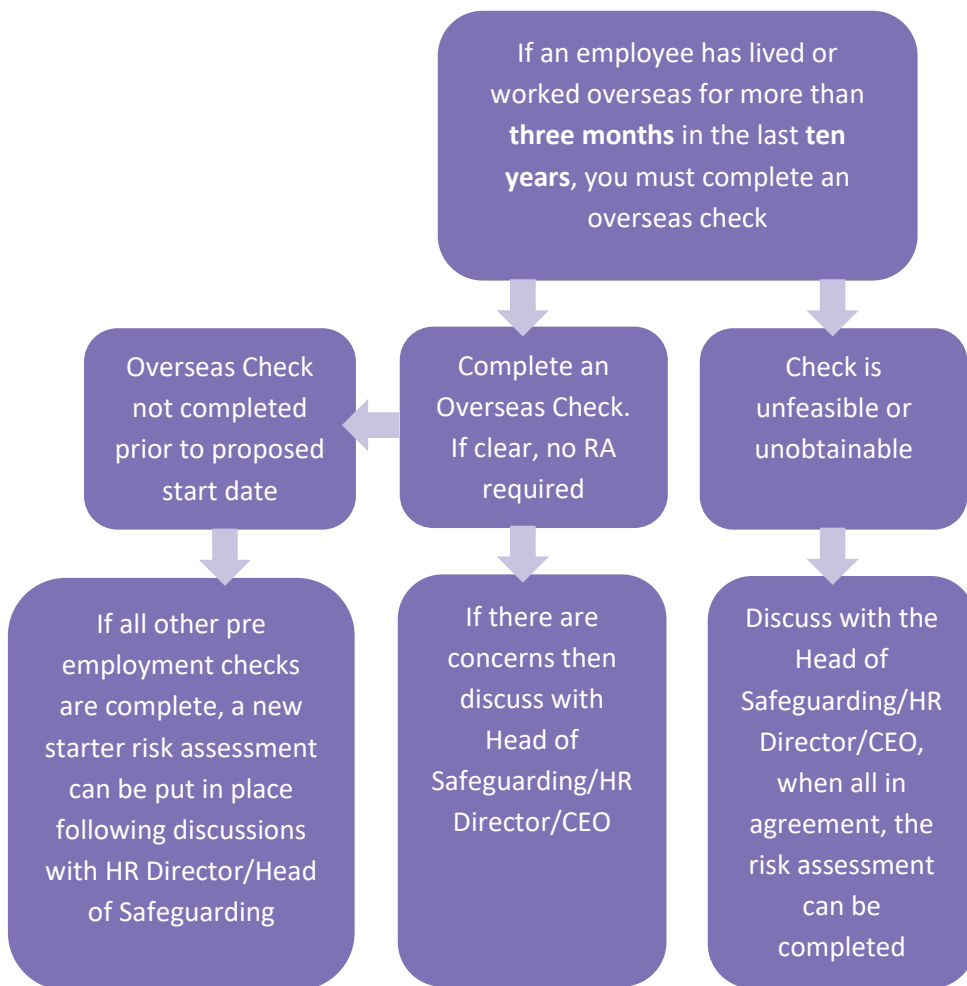 If an employee has lived or
worked overseas for more than
three months in the last ten
years, you must complete an
overseas check
Overseas Check
not completed
prior to proposed
start date
Complete an
Overseas Check.
If clear, no RA
required
Check is
unfeasible or
unobtainable
If all other pre
employment checks
are complete, a new
starter risk assessment
can be put in place
following discussions
with HR Director/Head
of Safeguarding
If there are
concerns then
discuss with
Head of
Safeguarding/HR
Director/CEO
Discuss with the
Head of
Safeguarding/HR
Director/CEO,
when all in
agreement, the
risk assessment
can be
completed